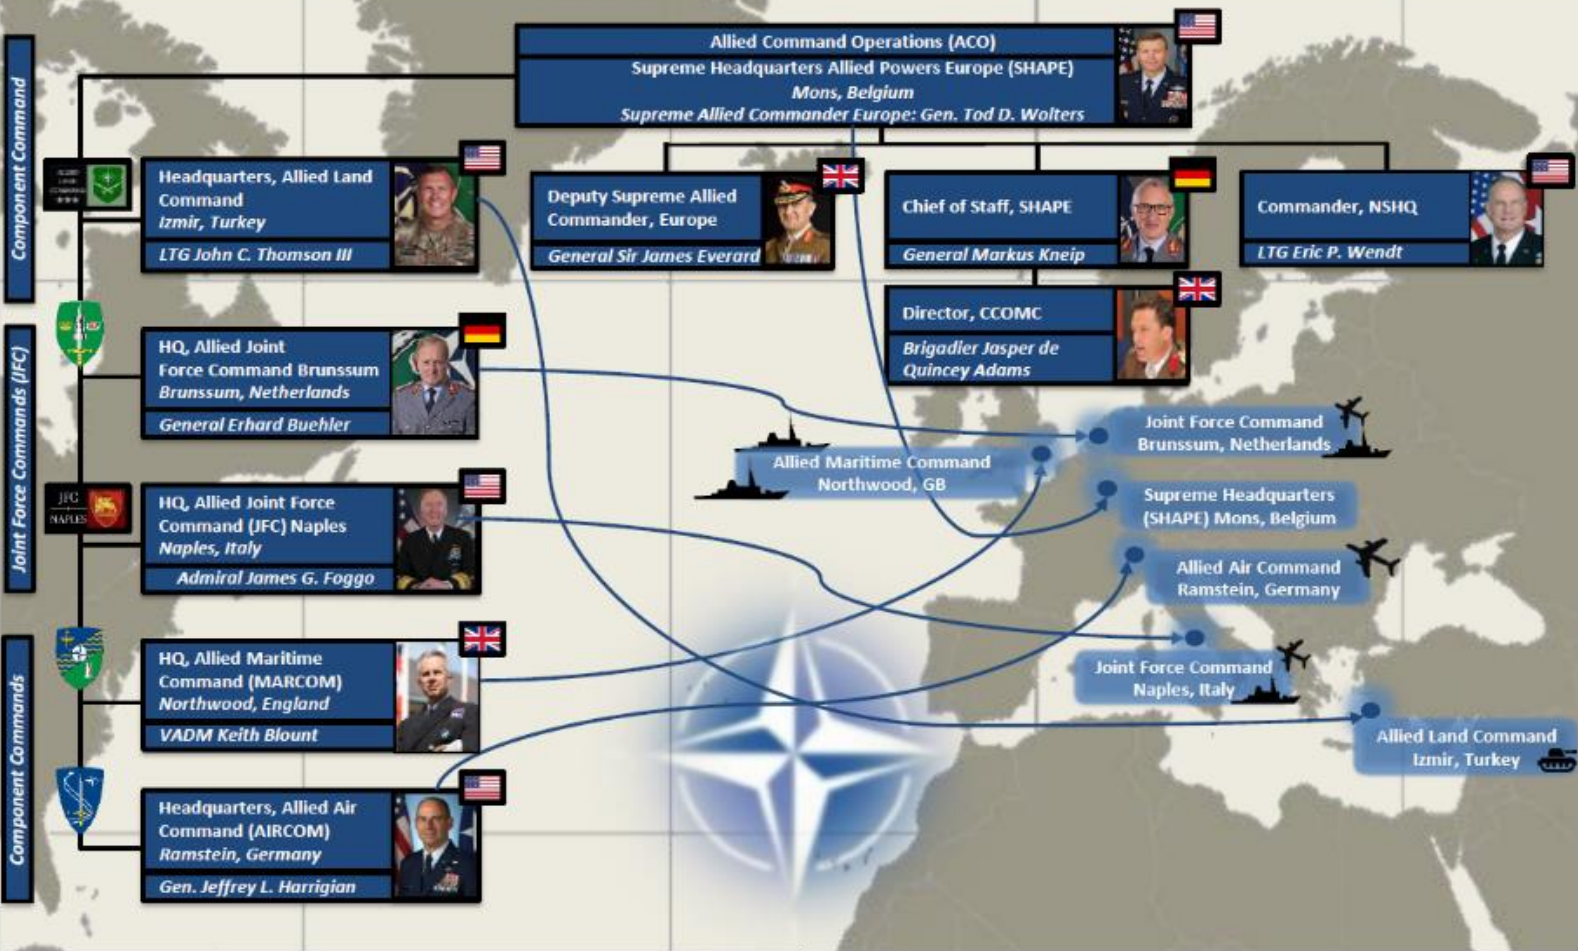 Allied Command Operations (ACO)
Supreme Headquarters Allied Powers Europe (SHAPE)
Mons, Belgium
Supreme Allied Commander Europe: Gen. Tod D. Wolters
Component Command
Headquarters, Allied Land
Command
Izmir, Turkey
LTG John C. Thomson III
Deputy Supreme Allied
Commander, Europe
General Sir James Everard
Chief of Staff, SHAPE
General Markus Kneip
Commander, NSHQ
LTG Eric P. Wendt
Director, CCOMC
Brigadier Jasper de
Quincey Adams
Joint Force Commands (JFC)
HQ, Allied Joint
Force Command Brunssum
Brunssum, Netherlands
General Erhard Buehler
JFC
NAPLES
HQ, Allied Joint Force
Command (JFC) Naples
Naples, Italy
Admiral James G. Foggo
Component Commands
HQ, Allied Maritime
Command (MARCOM)
Northwood, England
VADM Keith Blount
Headquarters, Allied Air
Command (AIRCOM)
Ramstein, Germany
Gen. Jeffrey L. Harrigian
Joint Force Command
Brunssum, Netherlands
Allied Maritime Command
Northwood, GB
Supreme Headquarters
(SHAPE) Mons, Belgium
Allied Air Command
Ramstein, Germany
Joint Force Command
Naples, Italy
Allied Land Command
Izmir, Turkey